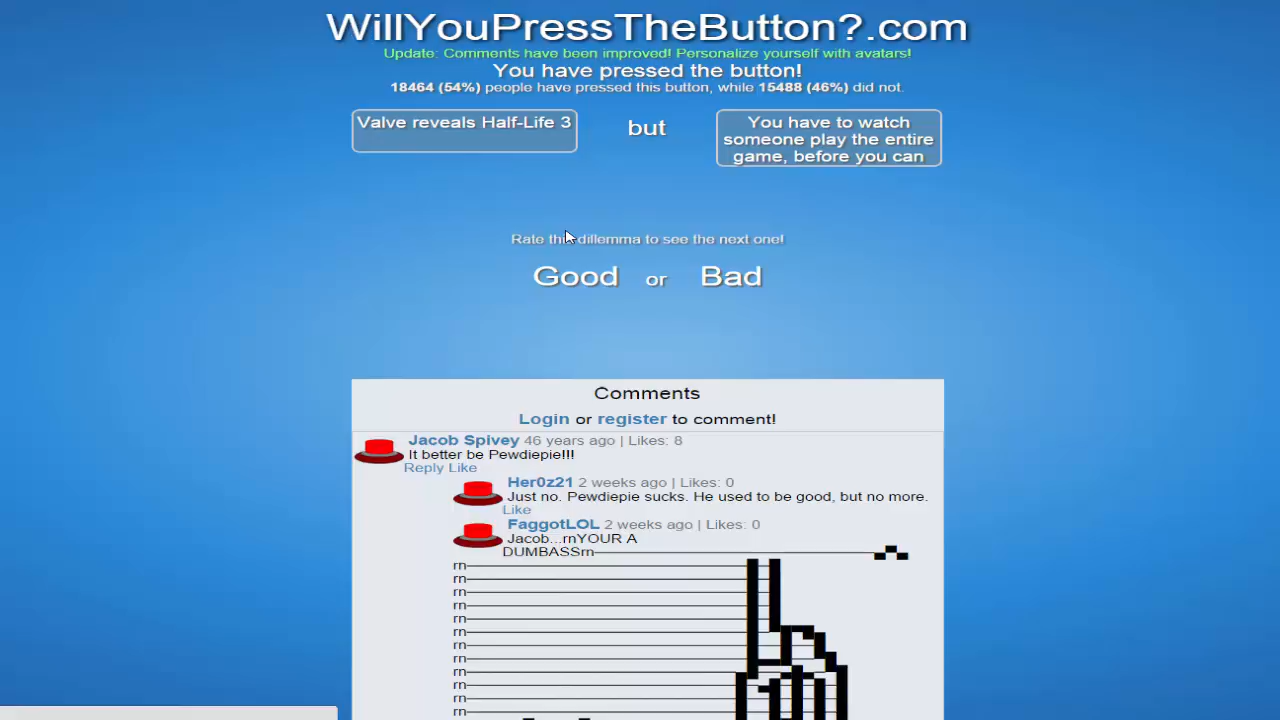 WillYouPressTheButton?.com
Update: Comments have been improved! Personalize yourself with avatars!
You have pressed the button!
18464 (54%) people have pressed this button, while 15488 (46%) did not.
Valve reveals Half-Life 3
but
You have to watch
someone play the entire
game, before you can
Rate this dillemma to see the next one!
Good or Bad
Comments
Login or register to comment!
Jacob Spivey 46 years ago | Likes: 8
It better be Pewdiepie!!!
Reply Like
Her0z21 2 weeks ago | Likes: 0
Just no. Pewdiepie sucks. He used to be good, but no more.
Like
FaggotLOL 2 weeks ago | Likes: 0
Jacob...rnYOUR A
DUMBASSrn
rn
rn
rn
rn
rn
rn
rn
rn
rn
rn
rn
rn